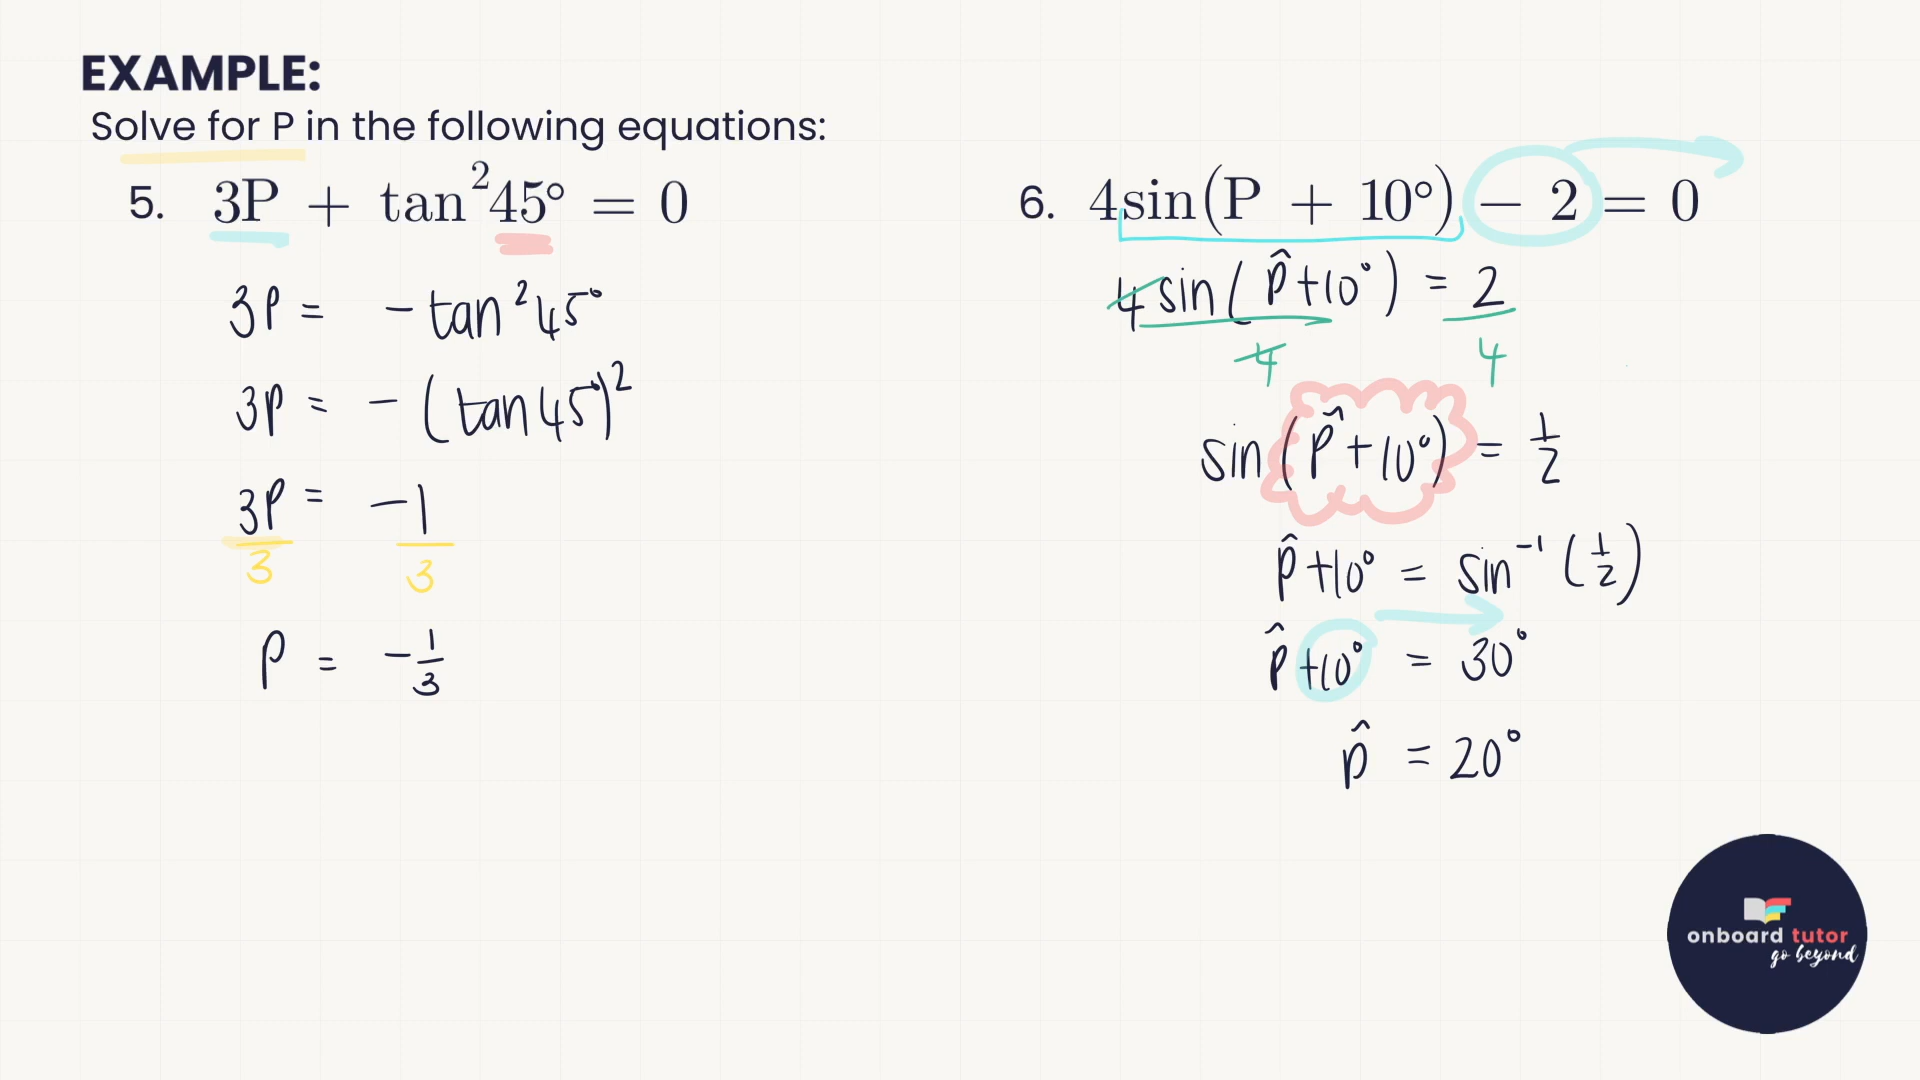 EXAMPLE:
Solve for P in the following equations:
5. 3P + tan²45° = 0
3P = - tan²45°
3P = - (tan45°)²
3P = -1
3 3
P = -1/3
6. 4sin(P + 10°) - 2 = 0
4sin(P̂+10°) = 2
4 4
sin(P̂+10°) = 1/2
P̂+10° = sin⁻¹(1/2)
P̂+10° = 30°
P̂ = 20°
onboard tutor
go beyond